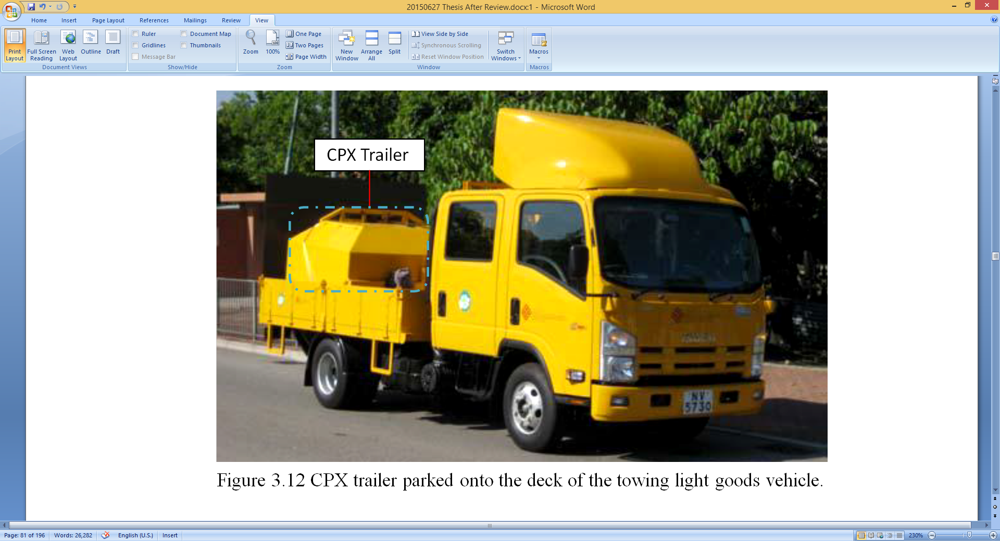 20150627 Thesis After Review.docx:1 - Microsoft Word
Home Insert Page Layout References Mailings Review View
Print Layout
Full Screen Reading
Web Layout
Outline
Draft
Document Views
Ruler
Gridlines
Message Bar
Document Map
Thumbnails
Show/Hide
Zoom
100%
One Page
Two Pages
Page Width
Zoom
New Window
Arrange All
Split
View Side by Side
Synchronous Scrolling
Reset Window Position
Switch Windows
Window
Macros
Macros
CPX Trailer
NV
5730
Figure 3.12 CPX trailer parked onto the deck of the towing light goods vehicle.
Page: 81 of 196 Words: 26,282 English (U.S.) Insert 230%